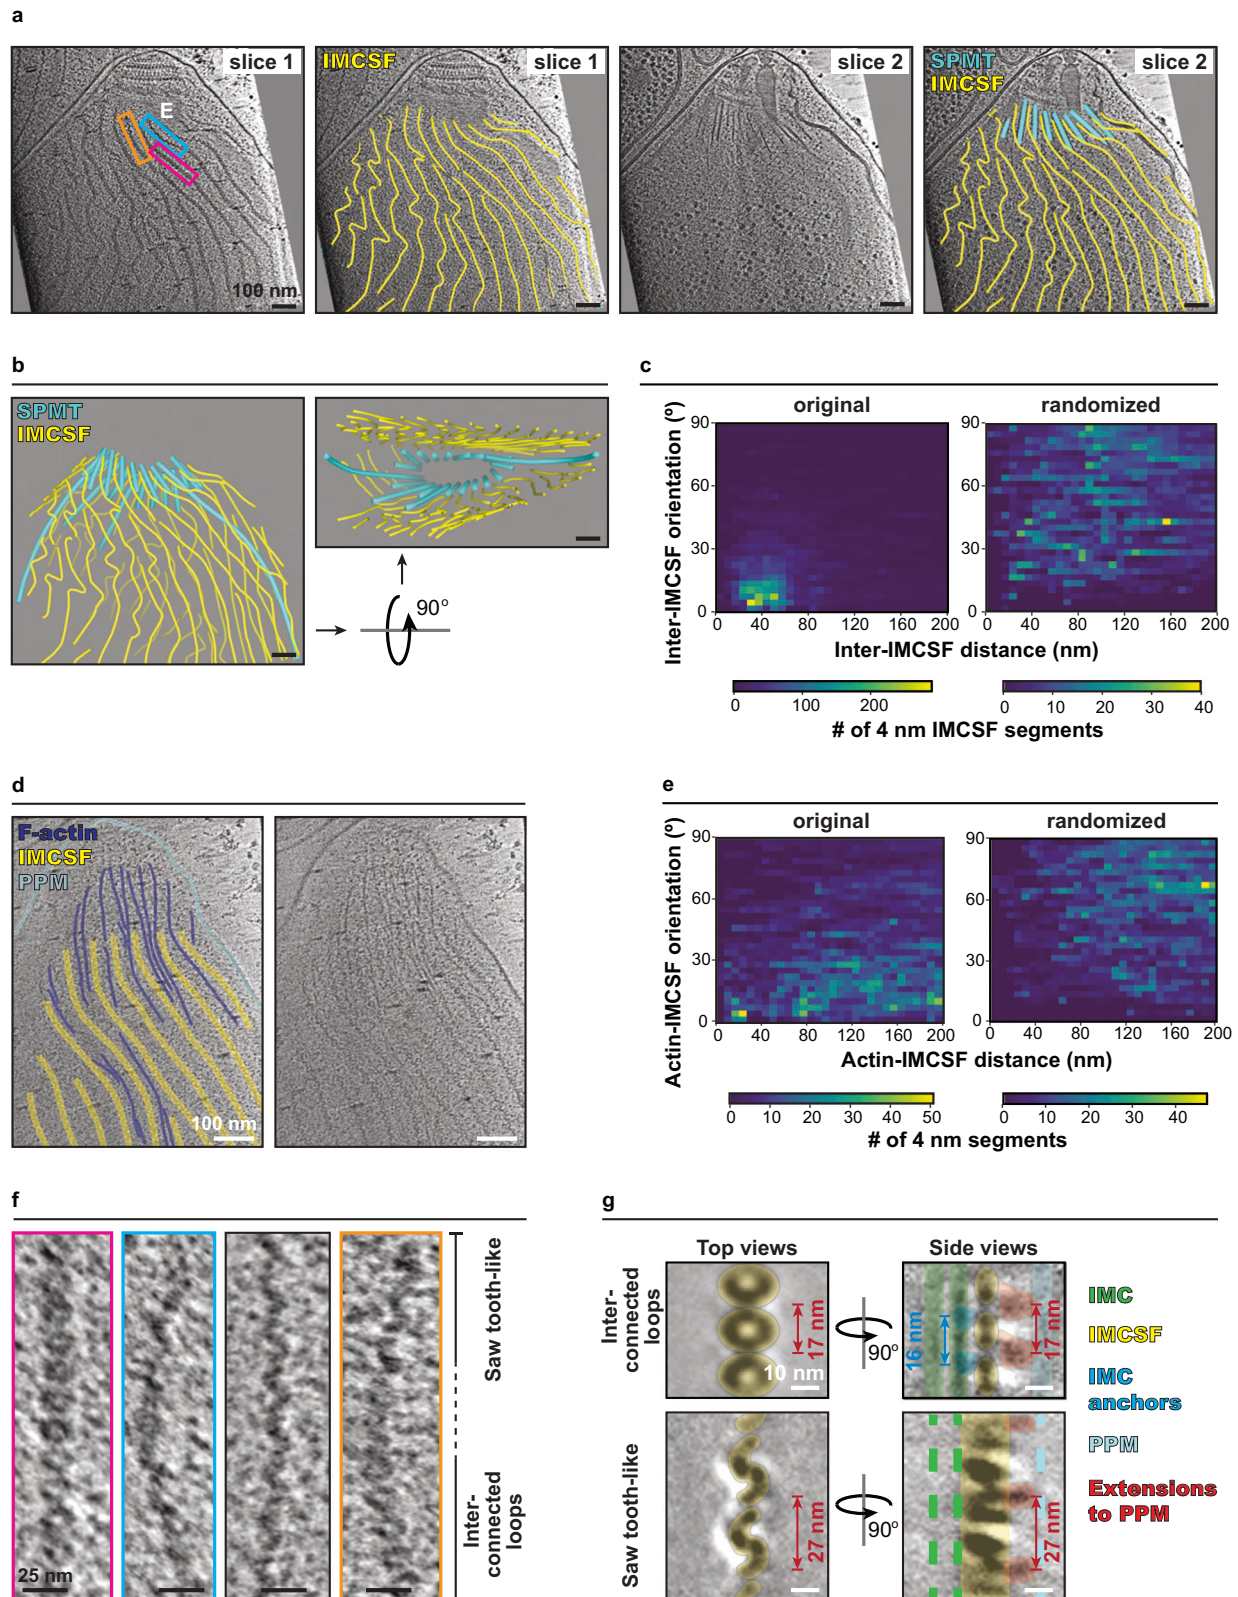 a
slice 1
E
100 nm
IMCSF
slice 1
slice 2
SPMT
IMCSF
slice 2
b
SPMT
IMCSF
90°
c
original
randomized
Inter-IMCSF orientation (º)
90
60
30
0
0 40 80 120 160 200
90
60
30
0
0 40 80 120 160 200
Inter-IMCSF distance (nm)
0 100 200
0 10 20 30 40
# of 4 nm IMCSF segments
d
F-actin
IMCSF
PPM
100 nm
e
original
randomized
Actin-IMCSF orientation (º)
90
60
30
0
0 40 80 120 160 200
90
60
30
0
0 40 80 120 160 200
Actin-IMCSF distance (nm)
0 10 20 30 40 50
0 10 20 30 40
# of 4 nm segments
f
25 nm
Saw tooth-like
Inter-
connected
loops
g
Top views
Side views
Inter-
connected
loops
17 nm
10 nm
90°
16 nm
17 nm
Saw tooth-like
27 nm
90°
27 nm
IMC
IMCSF
IMC
anchors
PPM
Extensions
to PPM